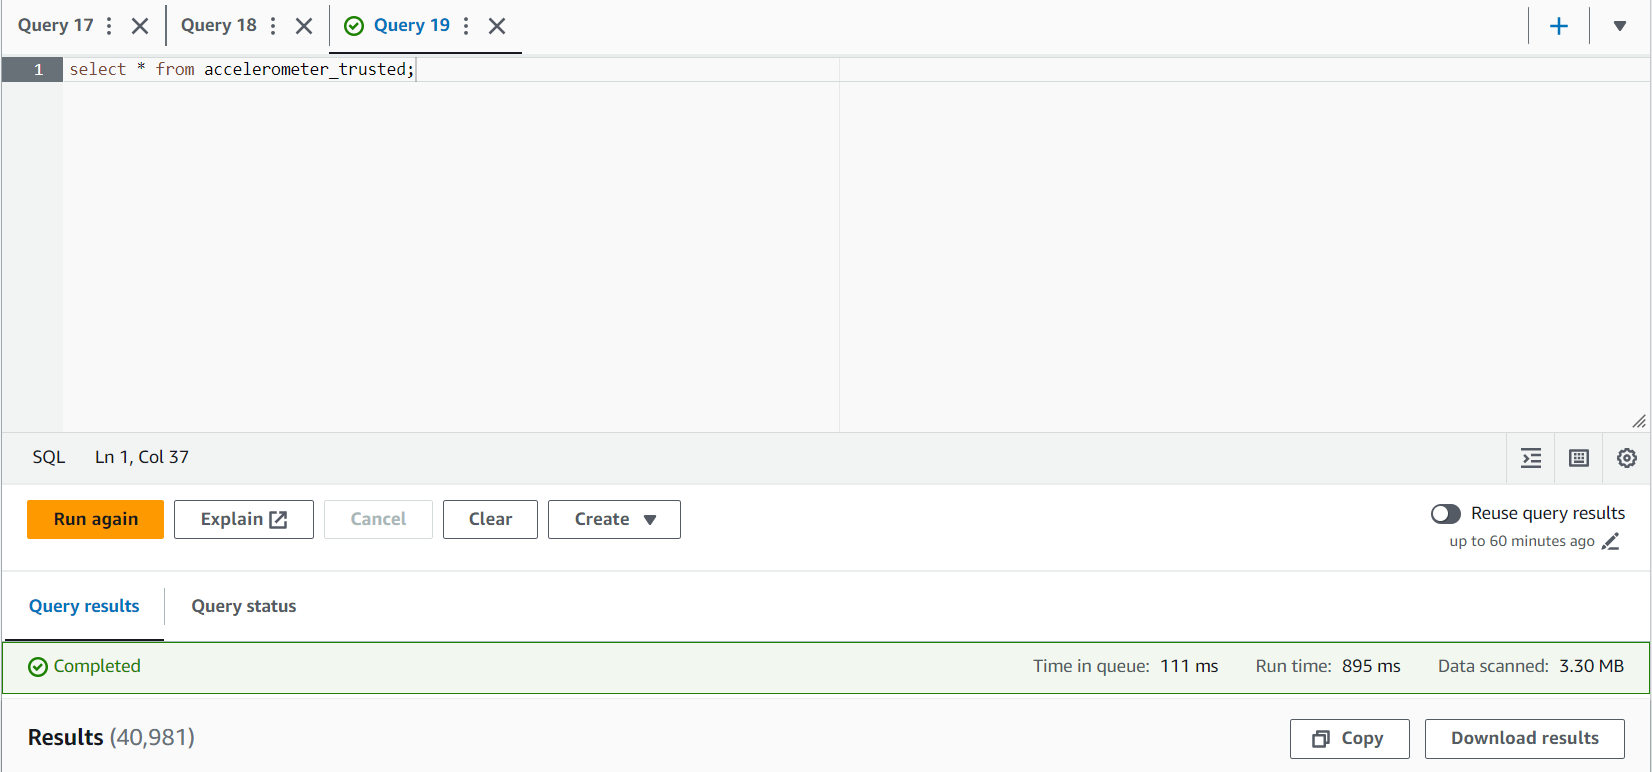 Query 17 Query 18 Query 19
1 select * from accelerometer_trusted;
SQL Ln 1, Col 37
Run again Explain Cancel Clear Create Reuse query results
up to 60 minutes ago
Query results Query status
Completed Time in queue: 111 ms Run time: 895 ms Data scanned: 3.30 MB
Results (40,981) Copy Download results